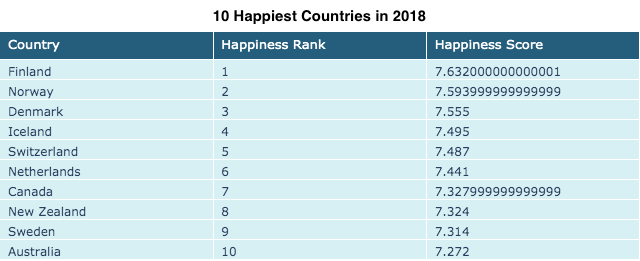 10 Happiest Countries in 2018
Country Happiness Rank Happiness Score
Finland 1 7.632000000000001
Norway 2 7.593999999999999
Denmark 3 7.555
Iceland 4 7.495
Switzerland 5 7.487
Netherlands 6 7.441
Canada 7 7.327999999999999
New Zealand 8 7.324
Sweden 9 7.314
Australia 10 7.272